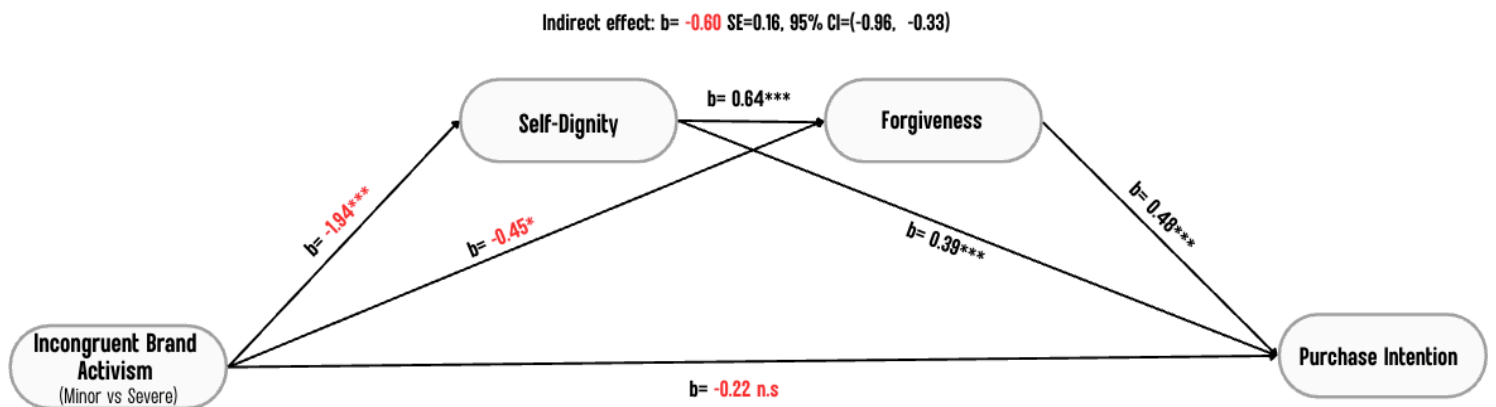 Indirect effect: b= -0.60 SE=0.16, 95% CI=(-0.96, -0.33)
b= 0.64***
Self-Dignity
Forgiveness
b= -1.94***
b= -0.45*
b= 0.39***
b= 0.48***
Incongruent Brand
Activism
(Minor vs Severe)
Purchase Intention
b= -0.22 n.s